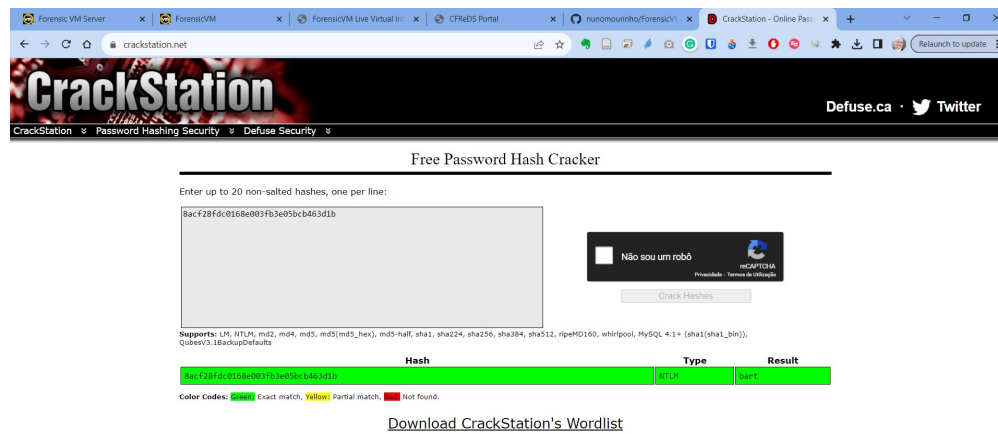 Forensic VM Server
ForensicVM
ForensicVM Live Virtual Im
CFReDS Portal
nunomourinho/ForensicV
CrackStation - Online Pass
crackstation.net
Relaunch to update
CrackStation
Defuse.ca · Twitter
CrackStation Password Hashing Security Defuse Security
Free Password Hash Cracker
Enter up to 20 non-salted hashes, one per line:
8acf28fdc0168e003fb3e05bcb463d1b
Não sou um robô
reCAPTCHA
Privacidade - Termos de Utilização
Crack Hashes
Supports: LM, NTLM, md2, md4, md5, md5(md5_hex), md5-half, sha1, sha224, sha256, sha384, sha512, ripeMD160, whirlpool, MySQL 4.1+ (sha1(sha1_bin)),
QubesV3.1BackupDefaults
Hash Type Result
8acf28fdc0168e003fb3e05bcb463d1b NTLM bart
Color Codes: Green: Exact match, Yellow: Partial match, Red: Not found.
Download CrackStation's Wordlist